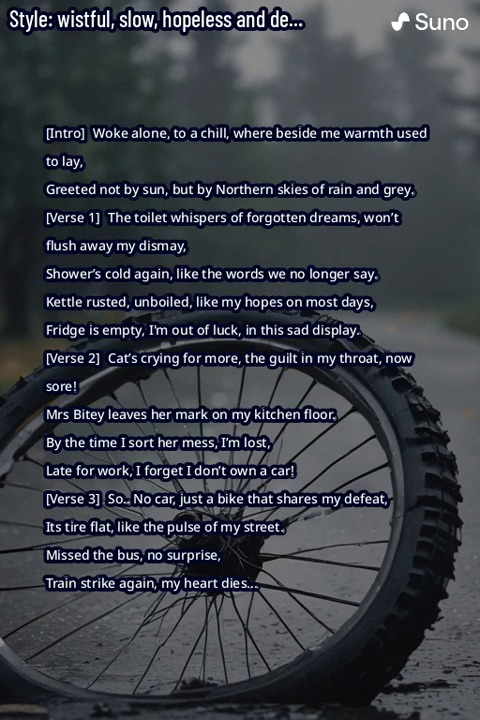 Style: wistful, slow, hopeless and de...
Suno
[Intro] Woke alone, to a chill, where beside me warmth used
to lay,
Greeted not by sun, but by Northern skies of rain and grey.
[Verse 1] The toilet whispers of forgotten dreams, won't
flush away my dismay,
Shower's cold again, like the words we no longer say.
Kettle rusted, unboiled, like my hopes on most days,
Fridge is empty, I'm out of luck, in this sad display.
[Verse 2] Cat's crying for more, the guilt in my throat, now
sore!
Mrs Bitey leaves her mark on my kitchen floor.
By the time I sort her mess, I'm lost,
Late for work, I forget I don't own a car!
[Verse 3] So.. No car, just a bike that shares my defeat,
Its tire flat, like the pulse of my street.
Missed the bus, no surprise,
Train strike again, my heart dies...